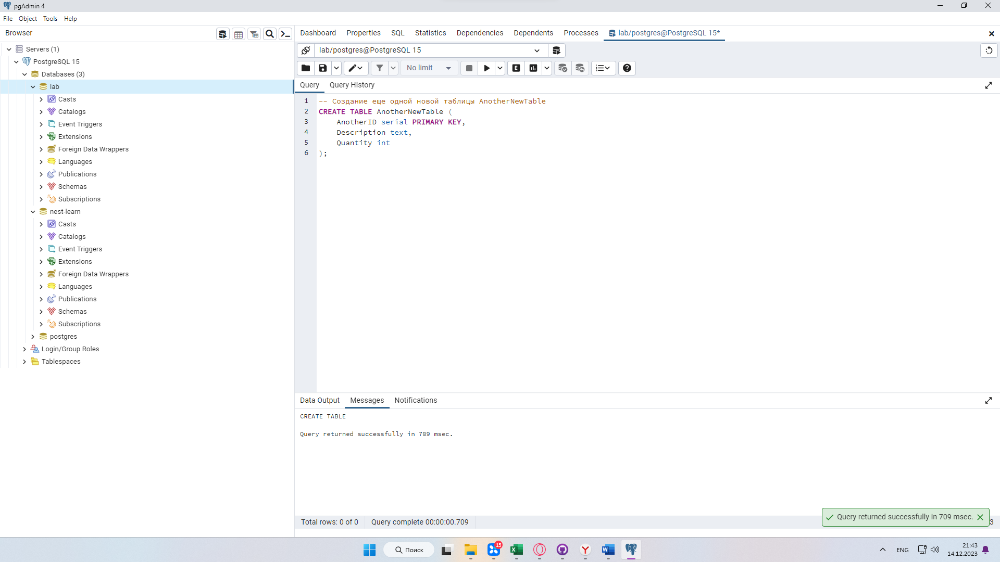 pgAdmin 4
File Object Tools Help
Browser
Dashboard Properties SQL Statistics Dependencies Dependents Processes lab/postgres@PostgreSQL 15*
Servers (1)
PostgreSQL 15
Databases (3)
lab
Casts
Catalogs
Event Triggers
Extensions
Foreign Data Wrappers
Languages
Publications
Schemas
Subscriptions
nest-learn
Casts
Catalogs
Event Triggers
Extensions
Foreign Data Wrappers
Languages
Publications
Schemas
Subscriptions
postgres
Login/Group Roles
Tablespaces
lab/postgres@PostgreSQL 15
No limit
E
Query Query History
1 -- Создание еще одной новой таблицы AnotherNewTable
2 CREATE TABLE AnotherNewTable (
3 AnotherID serial PRIMARY KEY,
4 Description text,
5 Quantity int
6 );
Data Output Messages Notifications
CREATE TABLE
Query returned successfully in 709 msec.
Total rows: 0 of 0 Query complete 00:00:00.709
Query returned successfully in 709 msec.
3
Поиск
15
ENG
21:43
14.12.2023